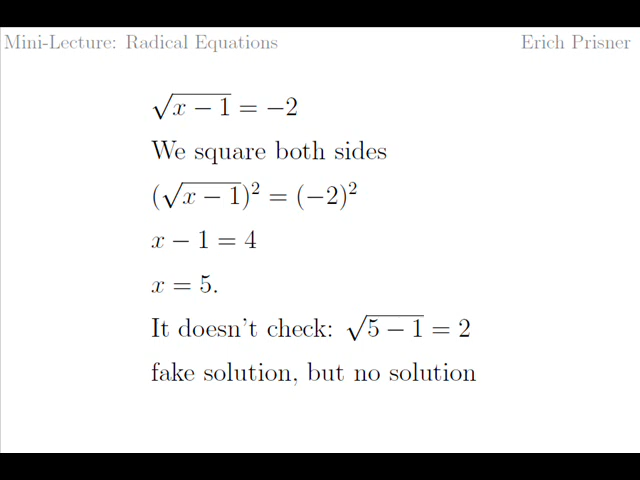 Mini-Lecture: Radical Equations Erich Prisner
√(x − 1) = −2
We square both sides
(√(x − 1))² = (−2)²
x − 1 = 4
x = 5.
It doesn't check: √(5 − 1) = 2
fake solution, but no solution